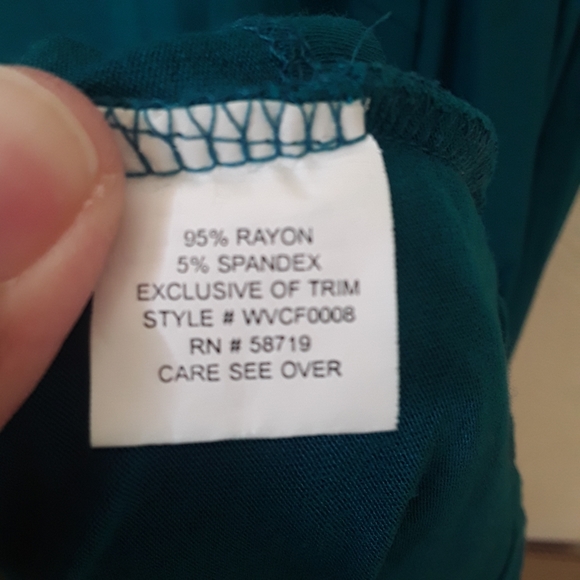 95% RAYON
5% SPANDEX
EXCLUSIVE OF TRIM
STYLE # WVCF0008
RN # 58719
CARE SEE OVER